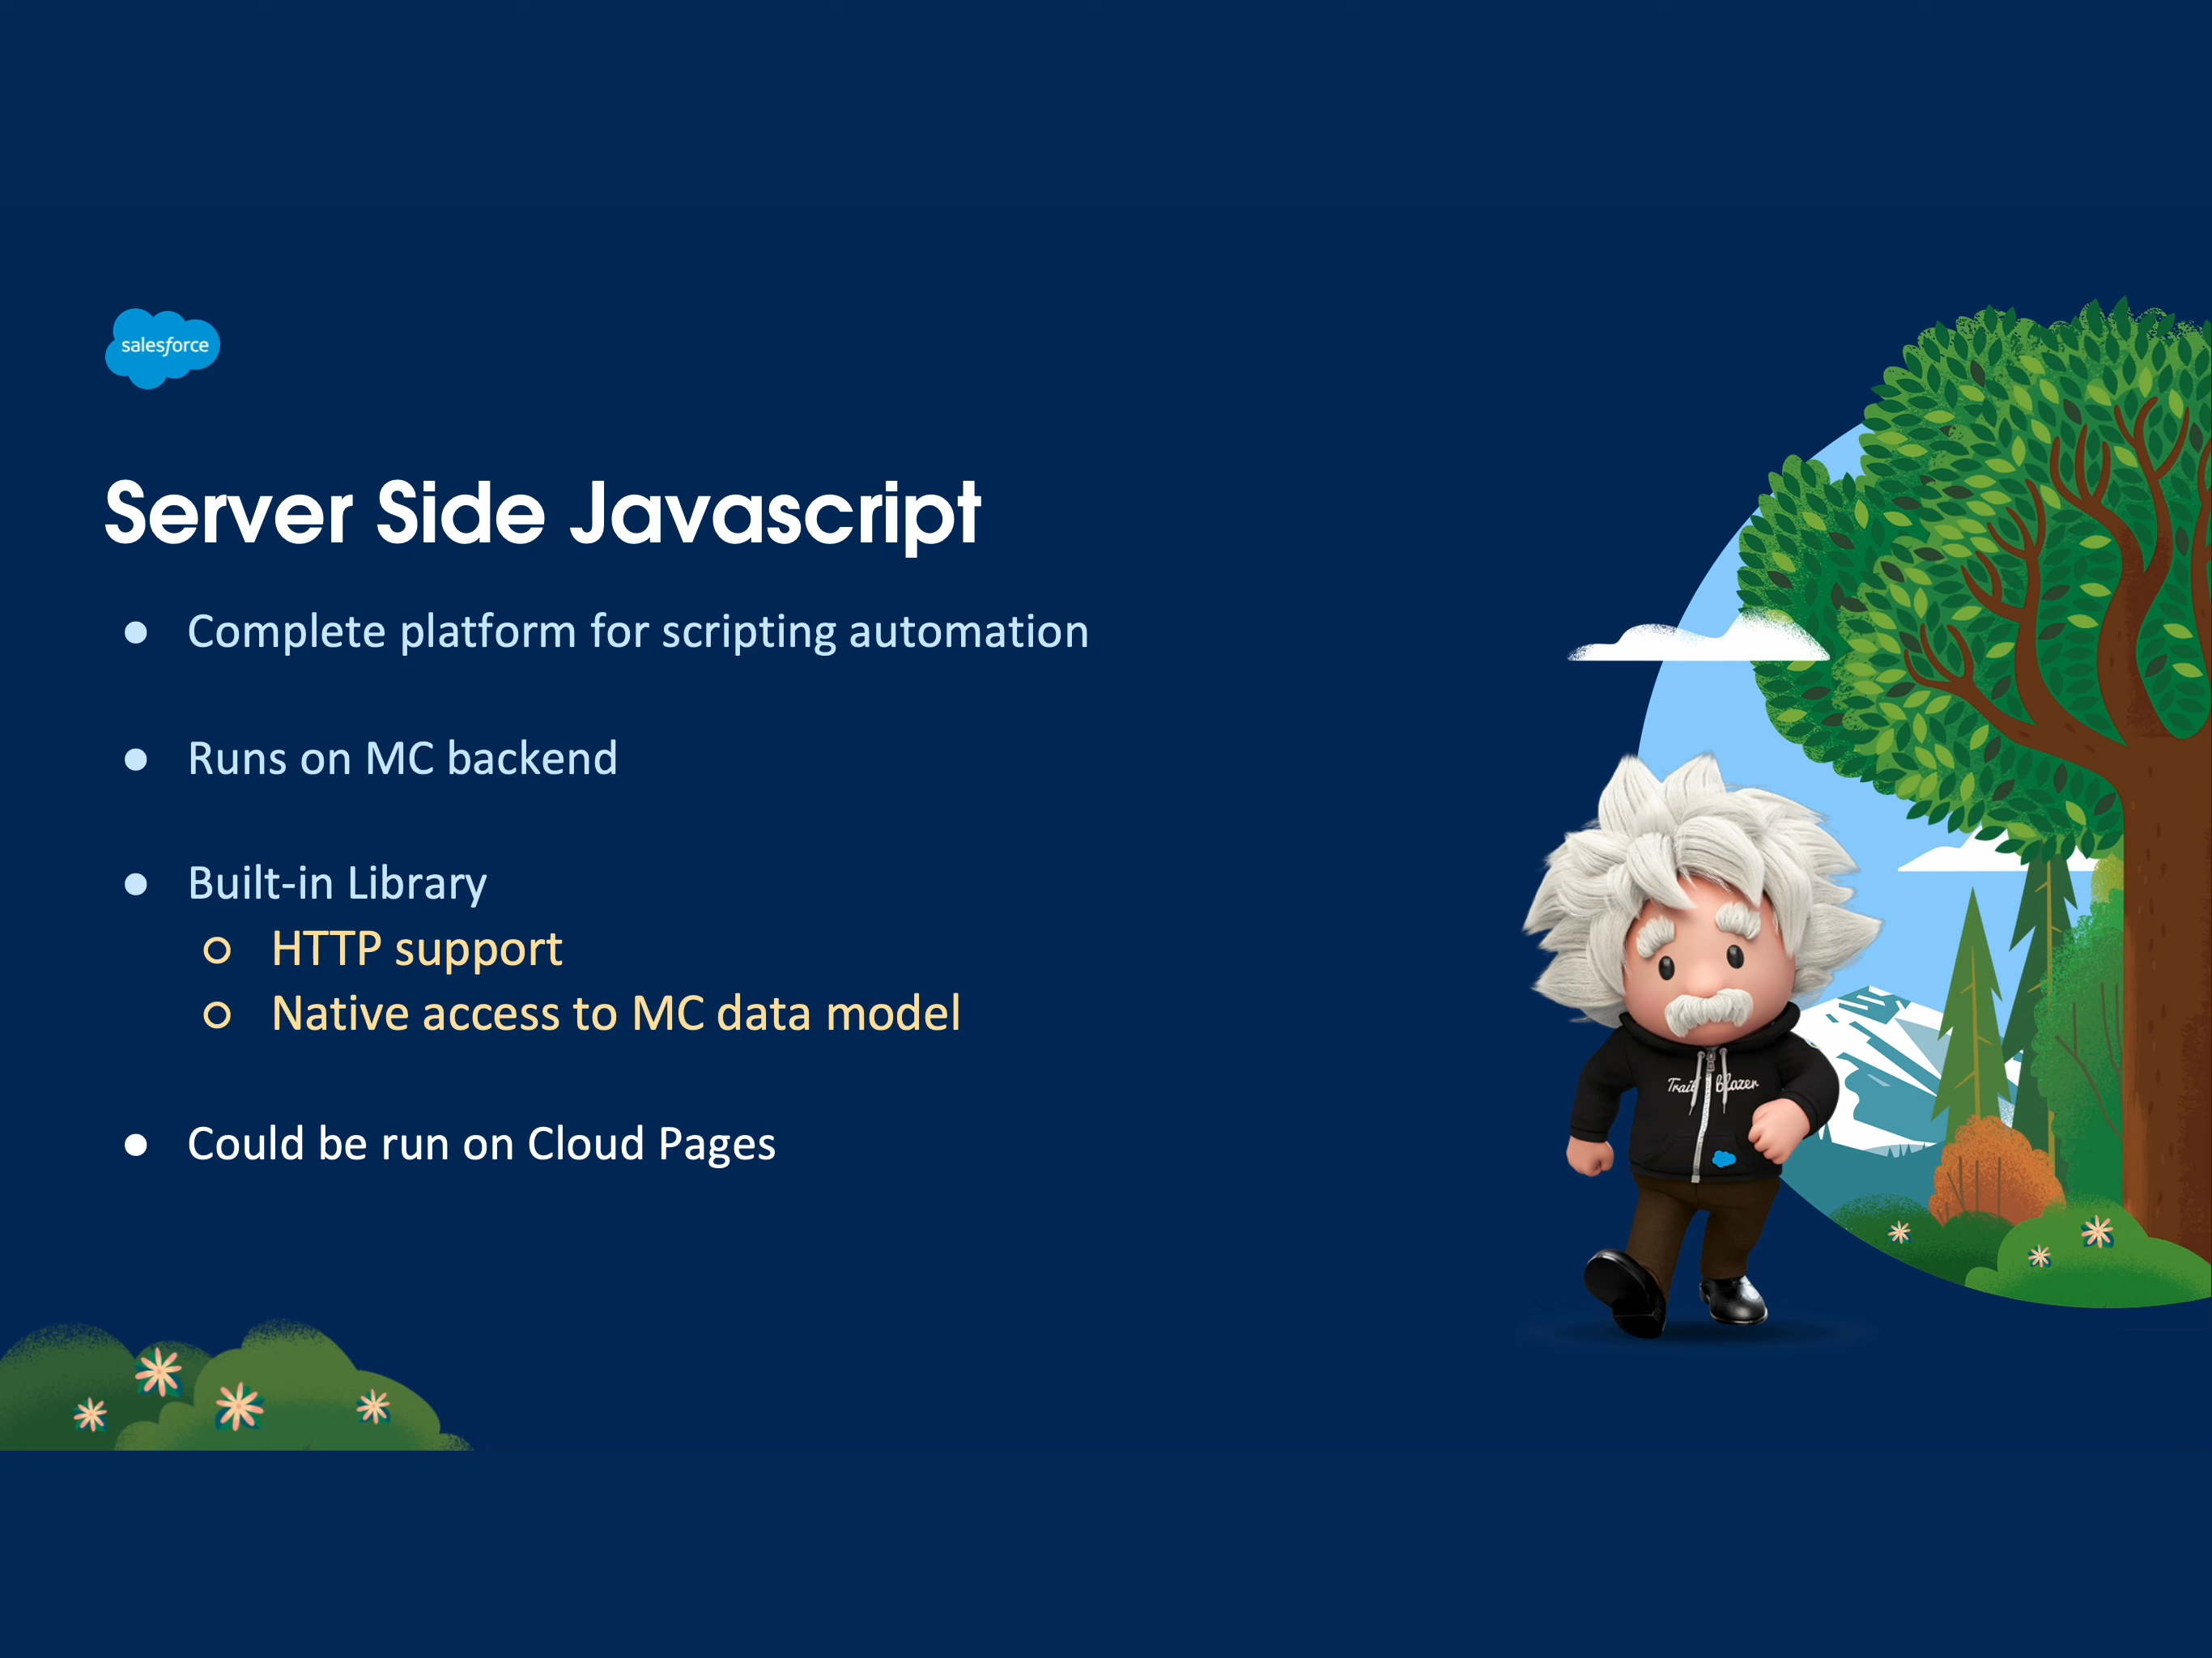 salesforce
Server Side Javascript
● Complete platform for scripting automation
● Runs on MC backend
● Built-in Library
○ HTTP support
○ Native access to MC data model
● Could be run on Cloud Pages
Trailblazer